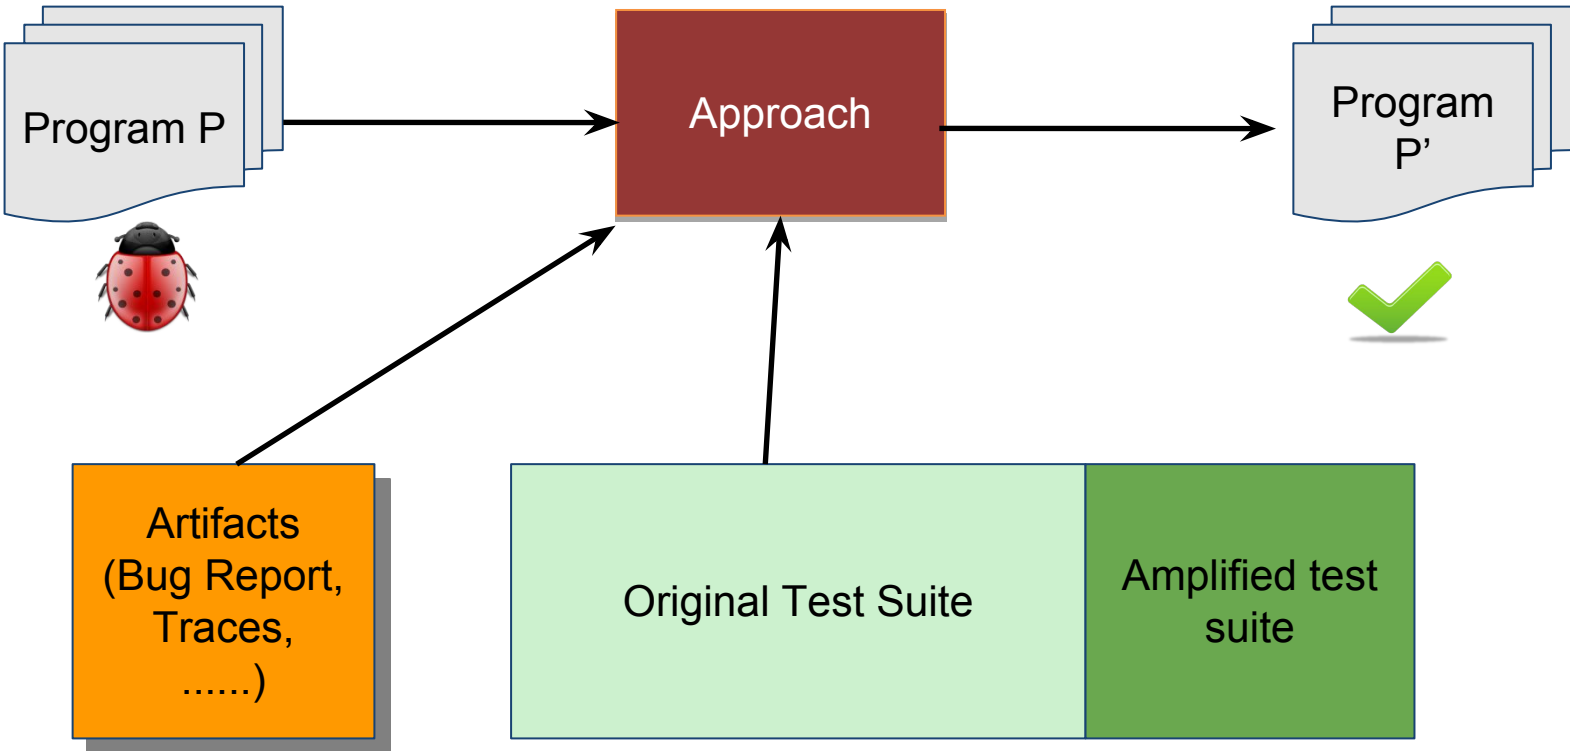 Program P
Approach
Program
P’
Artifacts
(Bug Report,
Traces,
......)
Original Test Suite
Amplified test
suite